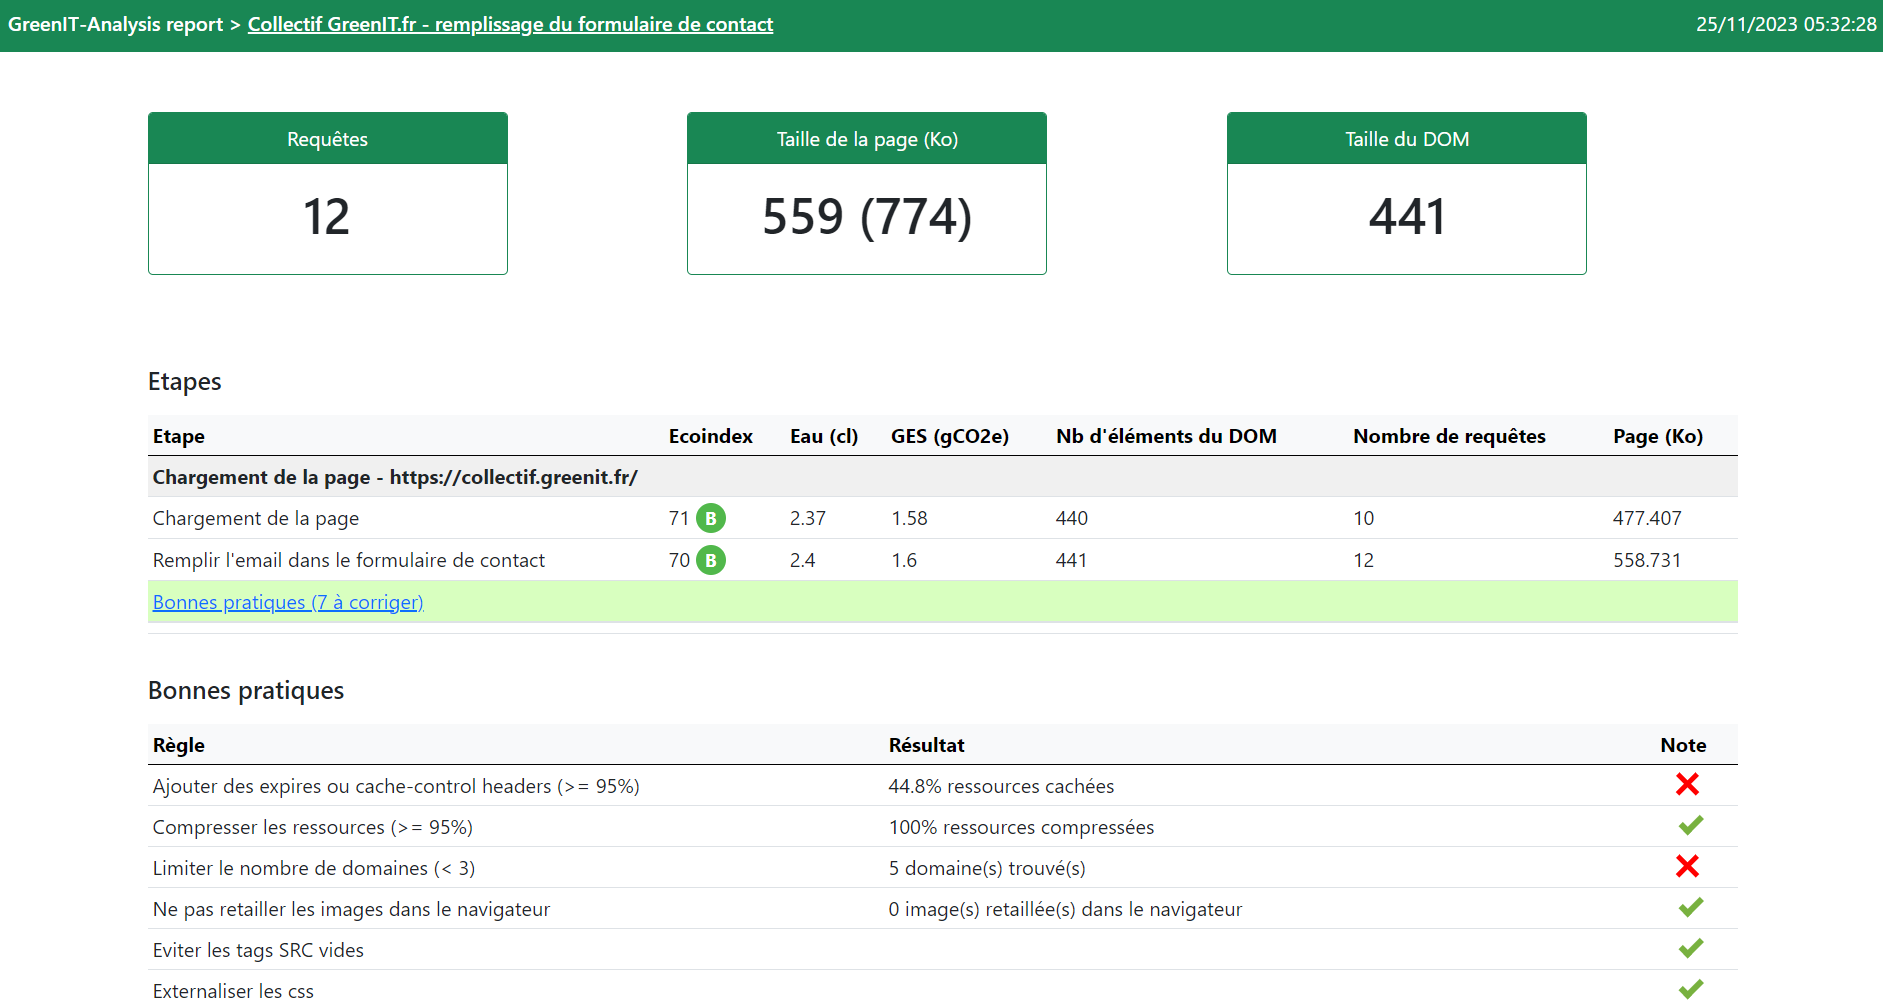 GreenIT-Analysis report > Collectif GreenIT.fr - remplissage du formulaire de contact 25/11/2023 05:32:28
Requêtes Taille de la page (Ko) Taille du DOM
12 559 (774) 441
Etapes
Etape Ecoindex Eau (cl) GES (gCO2e) Nb d'éléments du DOM Nombre de requêtes Page (Ko)
Chargement de la page - https://collectif.greenit.fr/
Chargement de la page 71 B 2.37 1.58 440 10 477.407
Remplir l'email dans le formulaire de contact 70 B 2.4 1.6 441 12 558.731
Bonnes pratiques (7 à corriger)
Bonnes pratiques
Règle Résultat Note
Ajouter des expires ou cache-control headers (>= 95%) 44.8% ressources cachées
Compresser les ressources (>= 95%) 100% ressources compressées
Limiter le nombre de domaines (< 3) 5 domaine(s) trouvé(s)
Ne pas retailler les images dans le navigateur 0 image(s) retaillée(s) dans le navigateur
Eviter les tags SRC vides
Externaliser les css